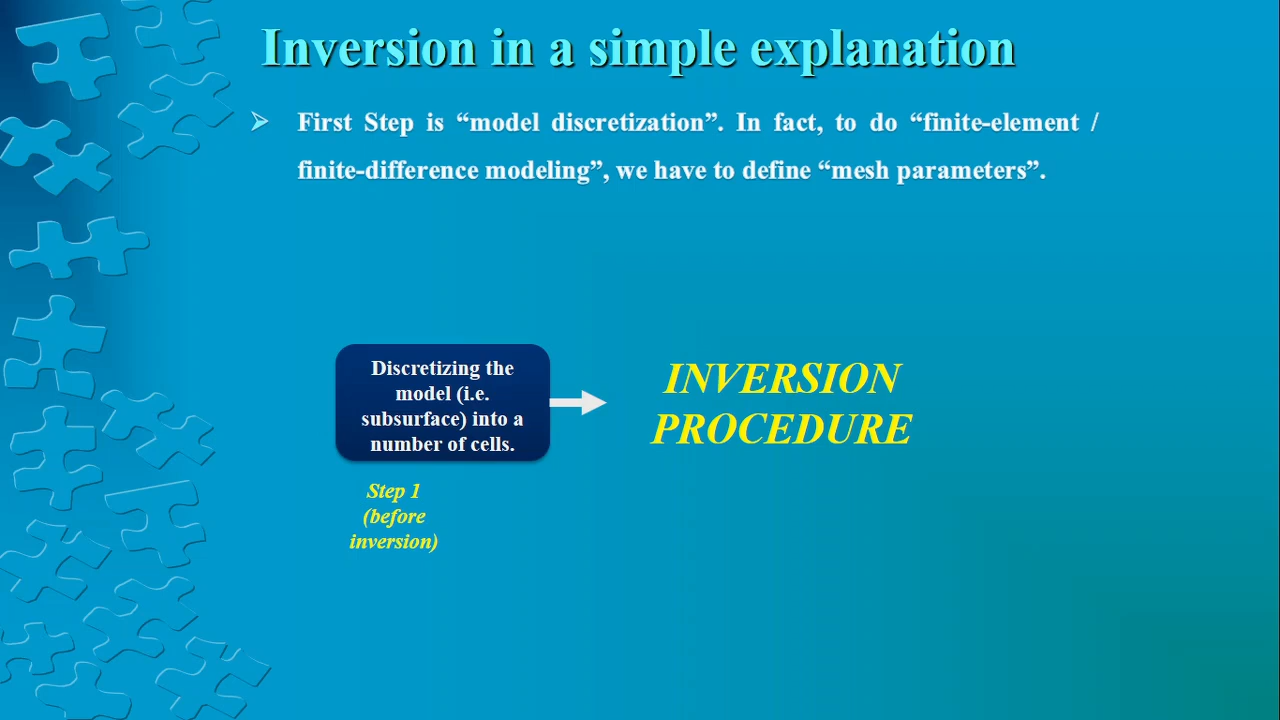 Inversion in a simple explanation
First Step is “model discretization”. In fact, to do “finite-element /
finite-difference modeling”, we have to define “mesh parameters”.
Discretizing the
model (i.e.
subsurface) into a
number of cells.
INVERSION
PROCEDURE
Step 1
(before
inversion)